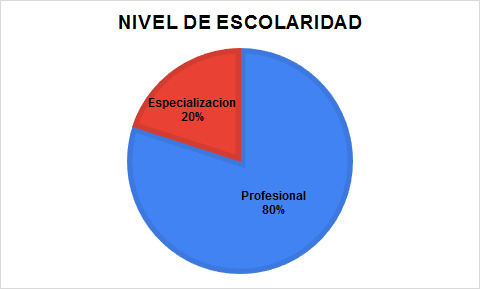 NIVEL DE ESCOLARIDAD
Especializacion
20%
Profesional
80%